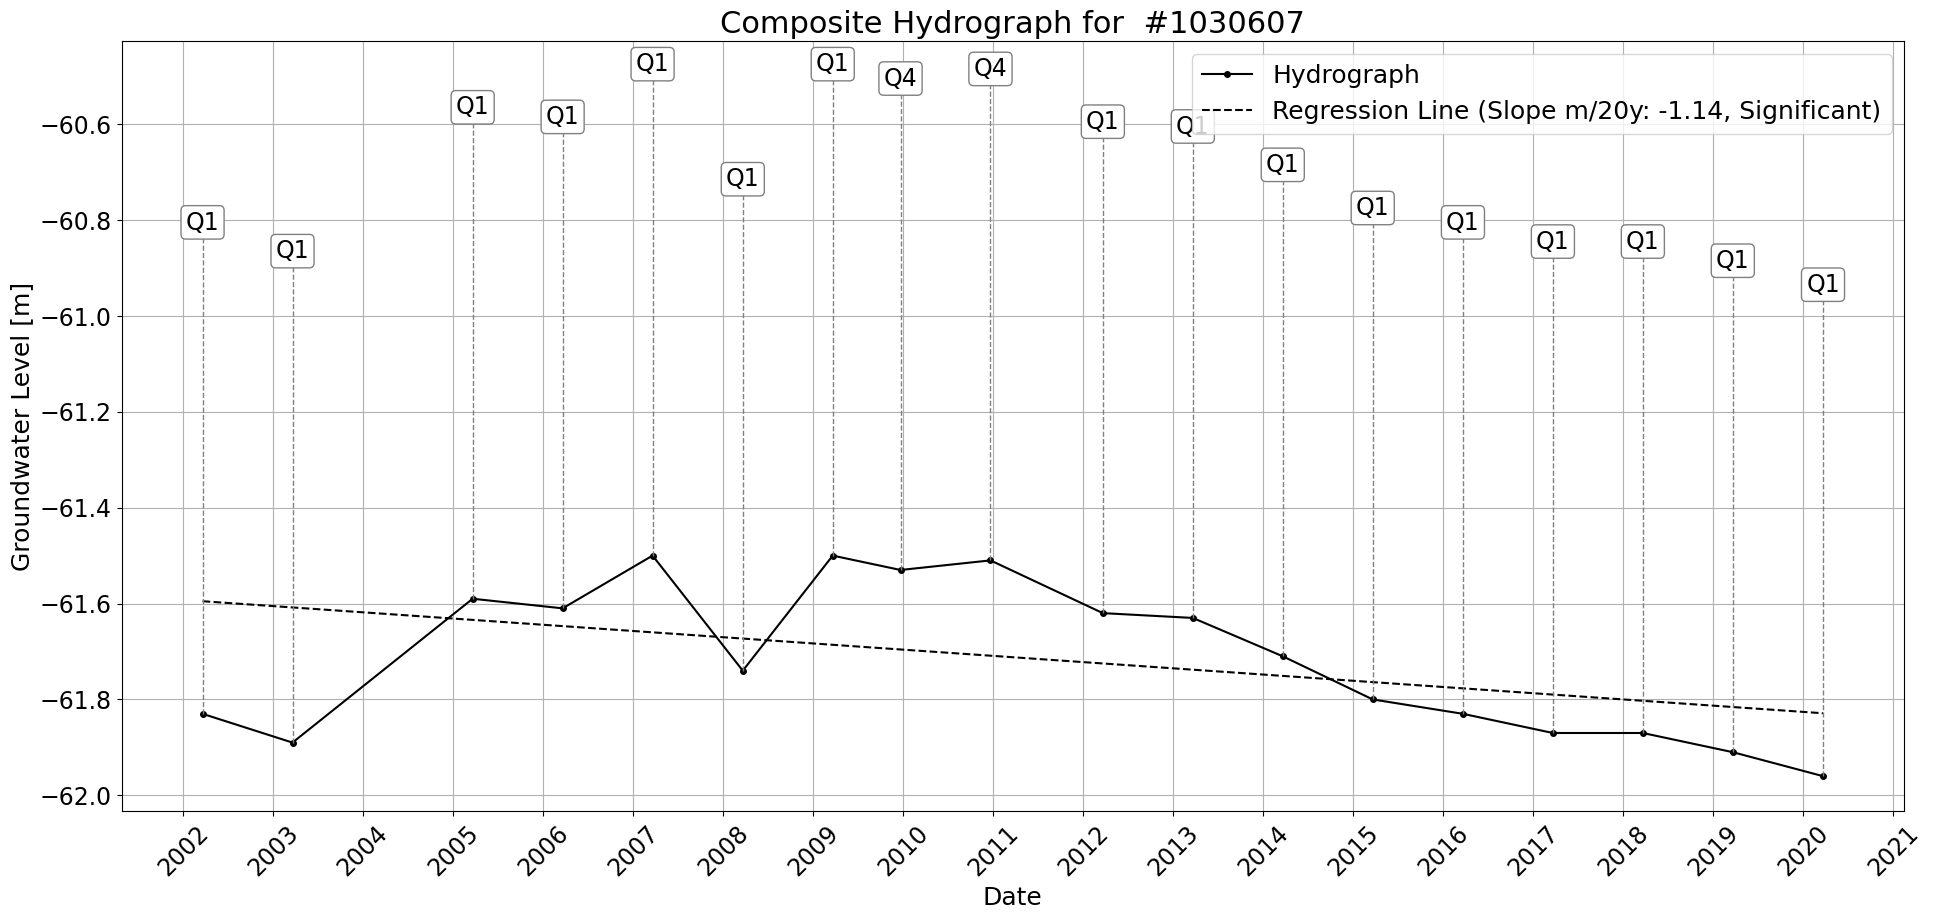 Composite Hydrograph for  #1030607
Hydrograph
Regression Line (Slope m/20y: -1.14, Significant)
Q1
Q1
Q1
Q1
Q1
Q1
Q1
Q4
Q4
Q1
Q1
Q1
Q1
Q1
Q1
Q1
Q1
Q1
Groundwater Level [m]
−60.6
−60.8
−61.0
−61.2
−61.4
−61.6
−61.8
−62.0
2002
2003
2004
2005
2006
2007
2008
2009
2010
2011
2012
2013
2014
2015
2016
2017
2018
2019
2020
2021
Date